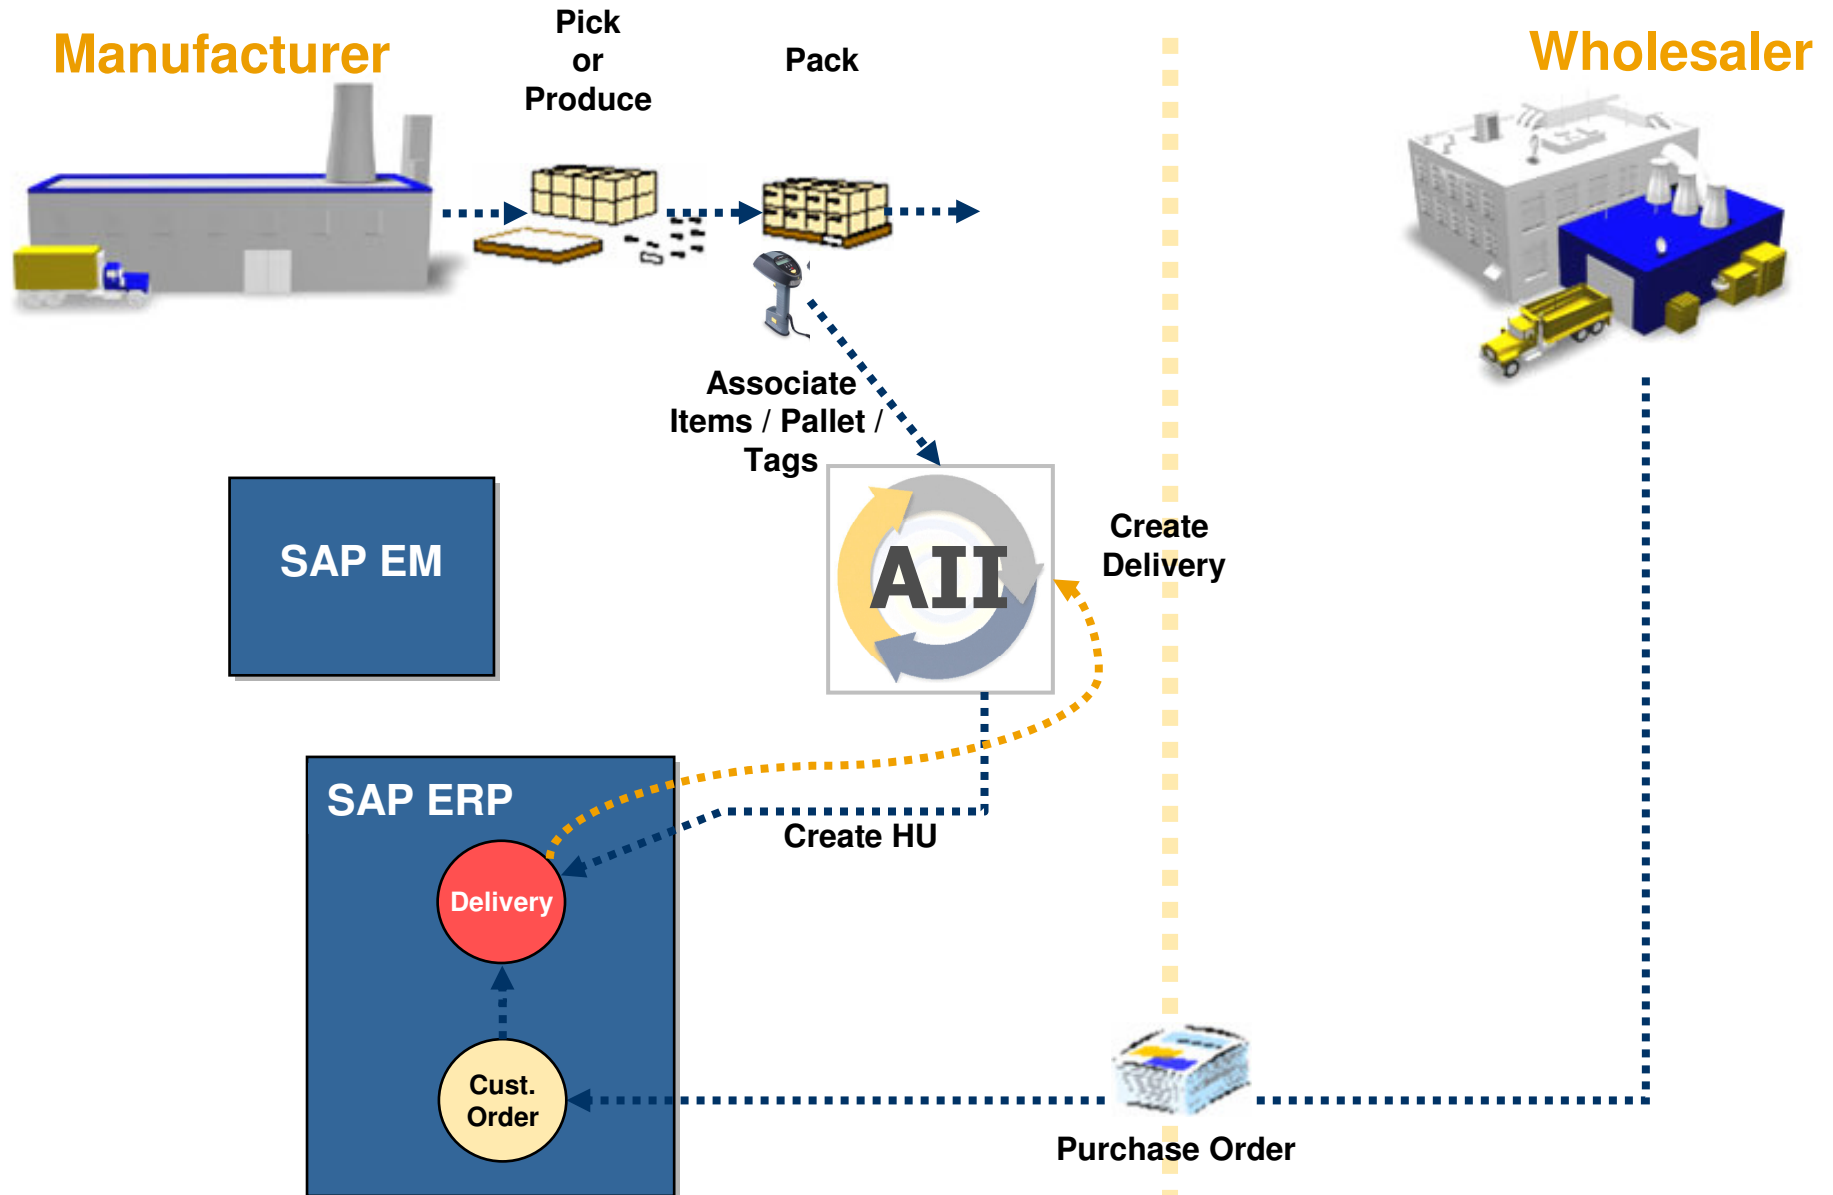 Manufacturer
Pick
or
Produce
Pack
Wholesaler
Associate
Items / Pallet /
Tags
SAP EM
AII
Create
Delivery
SAP ERP
Create HU
Delivery
Cust.
Order
Purchase Order